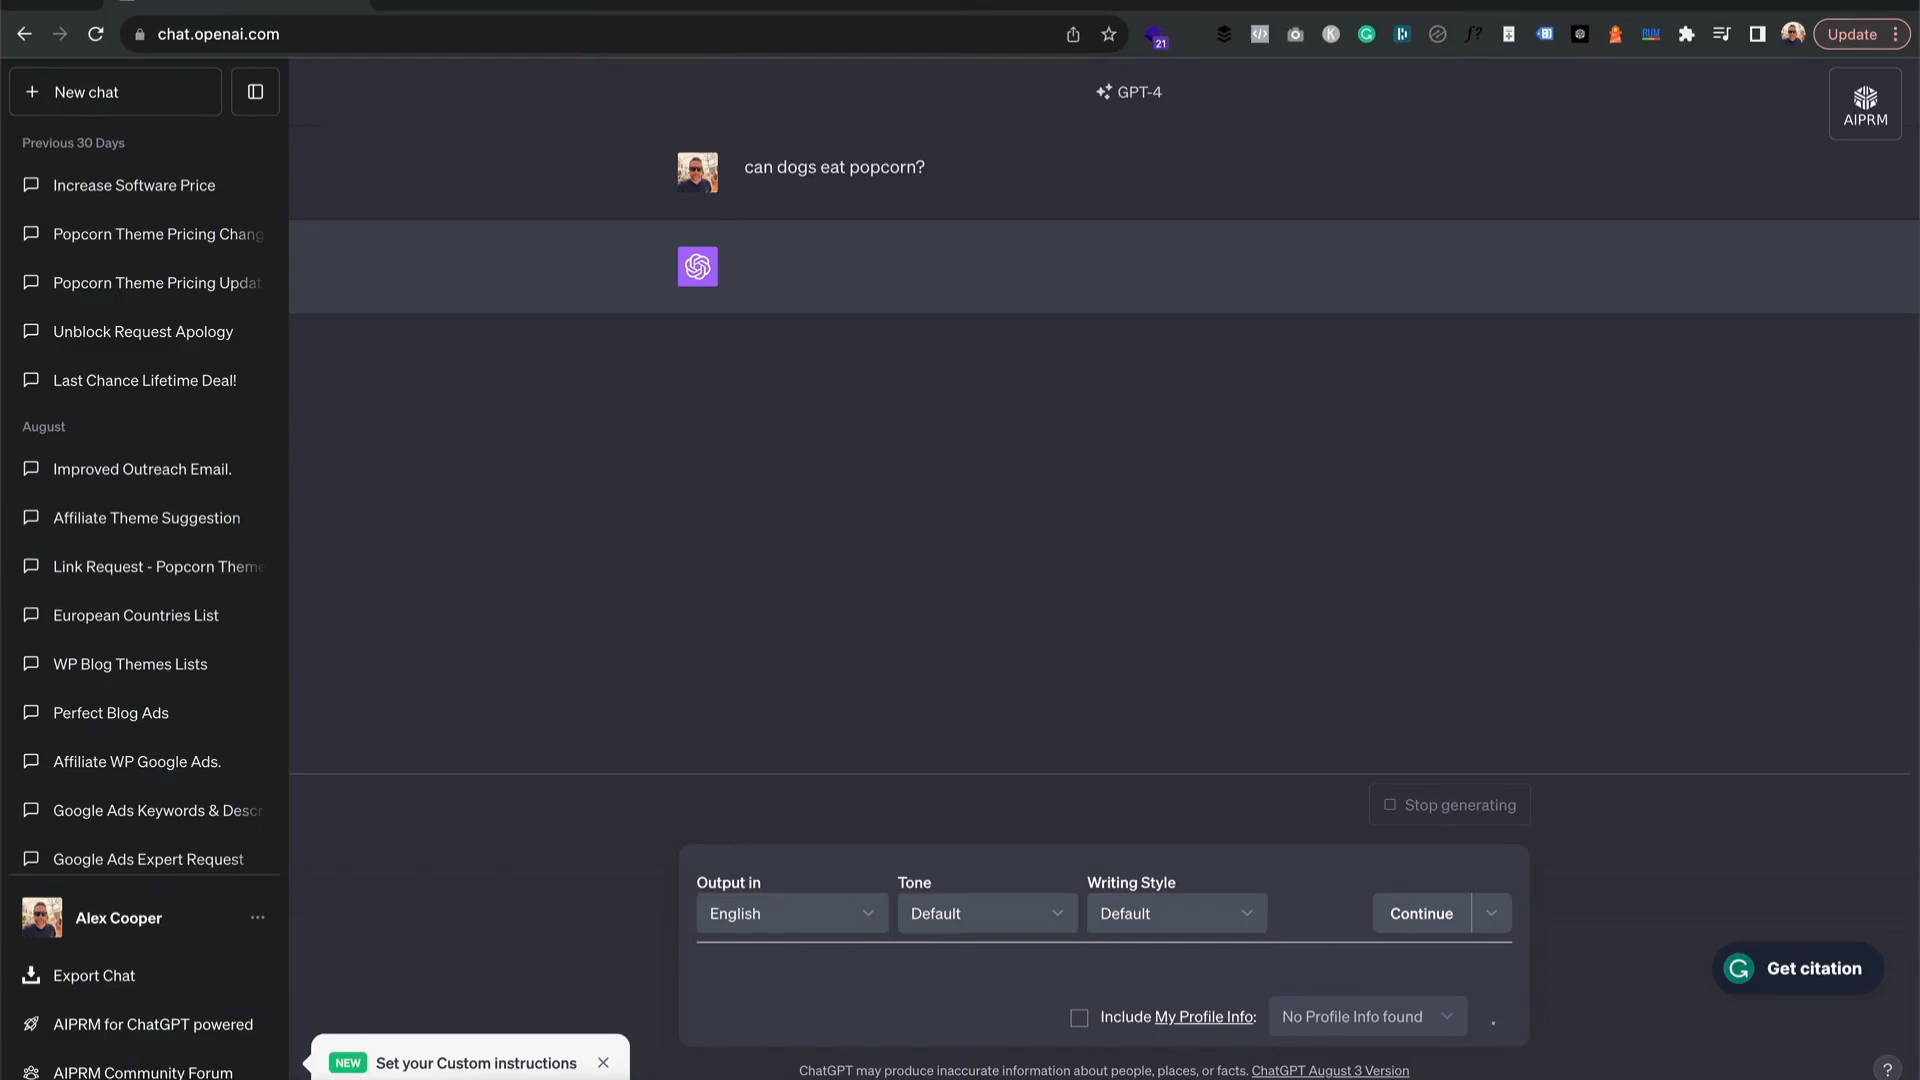 chat.openai.com
21
Update
New chat
GPT-4
AIPRM
Previous 30 Days
can dogs eat popcorn?
Increase Software Price
Popcorn Theme Pricing Chang
Popcorn Theme Pricing Updat
Unblock Request Apology
Last Chance Lifetime Deal!
August
Improved Outreach Email.
Affiliate Theme Suggestion
Link Request - Popcorn Theme
European Countries List
WP Blog Themes Lists
Perfect Blog Ads
Affiliate WP Google Ads.
Google Ads Keywords & Descr
Stop generating
Google Ads Expert Request
Output in
Tone
Writing Style
English
Default
Default
Continue
Alex Cooper
Get citation
Export Chat
Include My Profile Info:
No Profile Info found
AIPRM for ChatGPT powered
NEW Set your Custom instructions
AIPRM Community Forum
ChatGPT may produce inaccurate information about people, places, or facts. ChatGPT August 3 Version
?